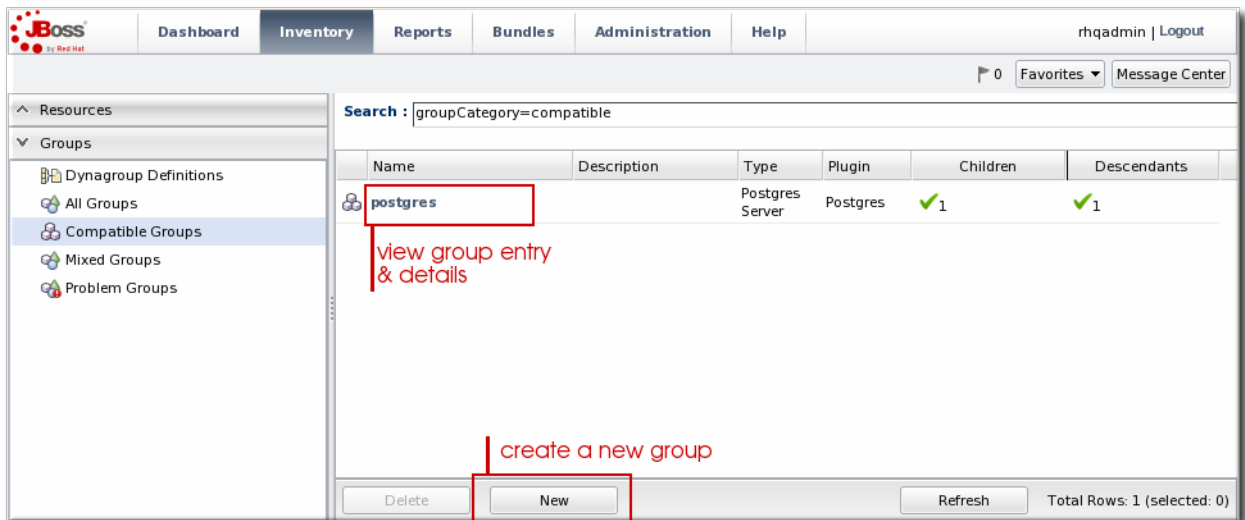 JBoss
by Red Hat
Dashboard Inventory Reports Bundles Administration Help rhqadmin | Logout
0 Favorites Message Center
Resources
Groups
Dynagroup Definitions
All Groups
Compatible Groups
Mixed Groups
Problem Groups
Search : groupCategory=compatible
Name Description Type Plugin Children Descendants
postgres Postgres Server Postgres 1 1
view group entry
& details
create a new group
Delete New Refresh Total Rows: 1 (selected: 0)